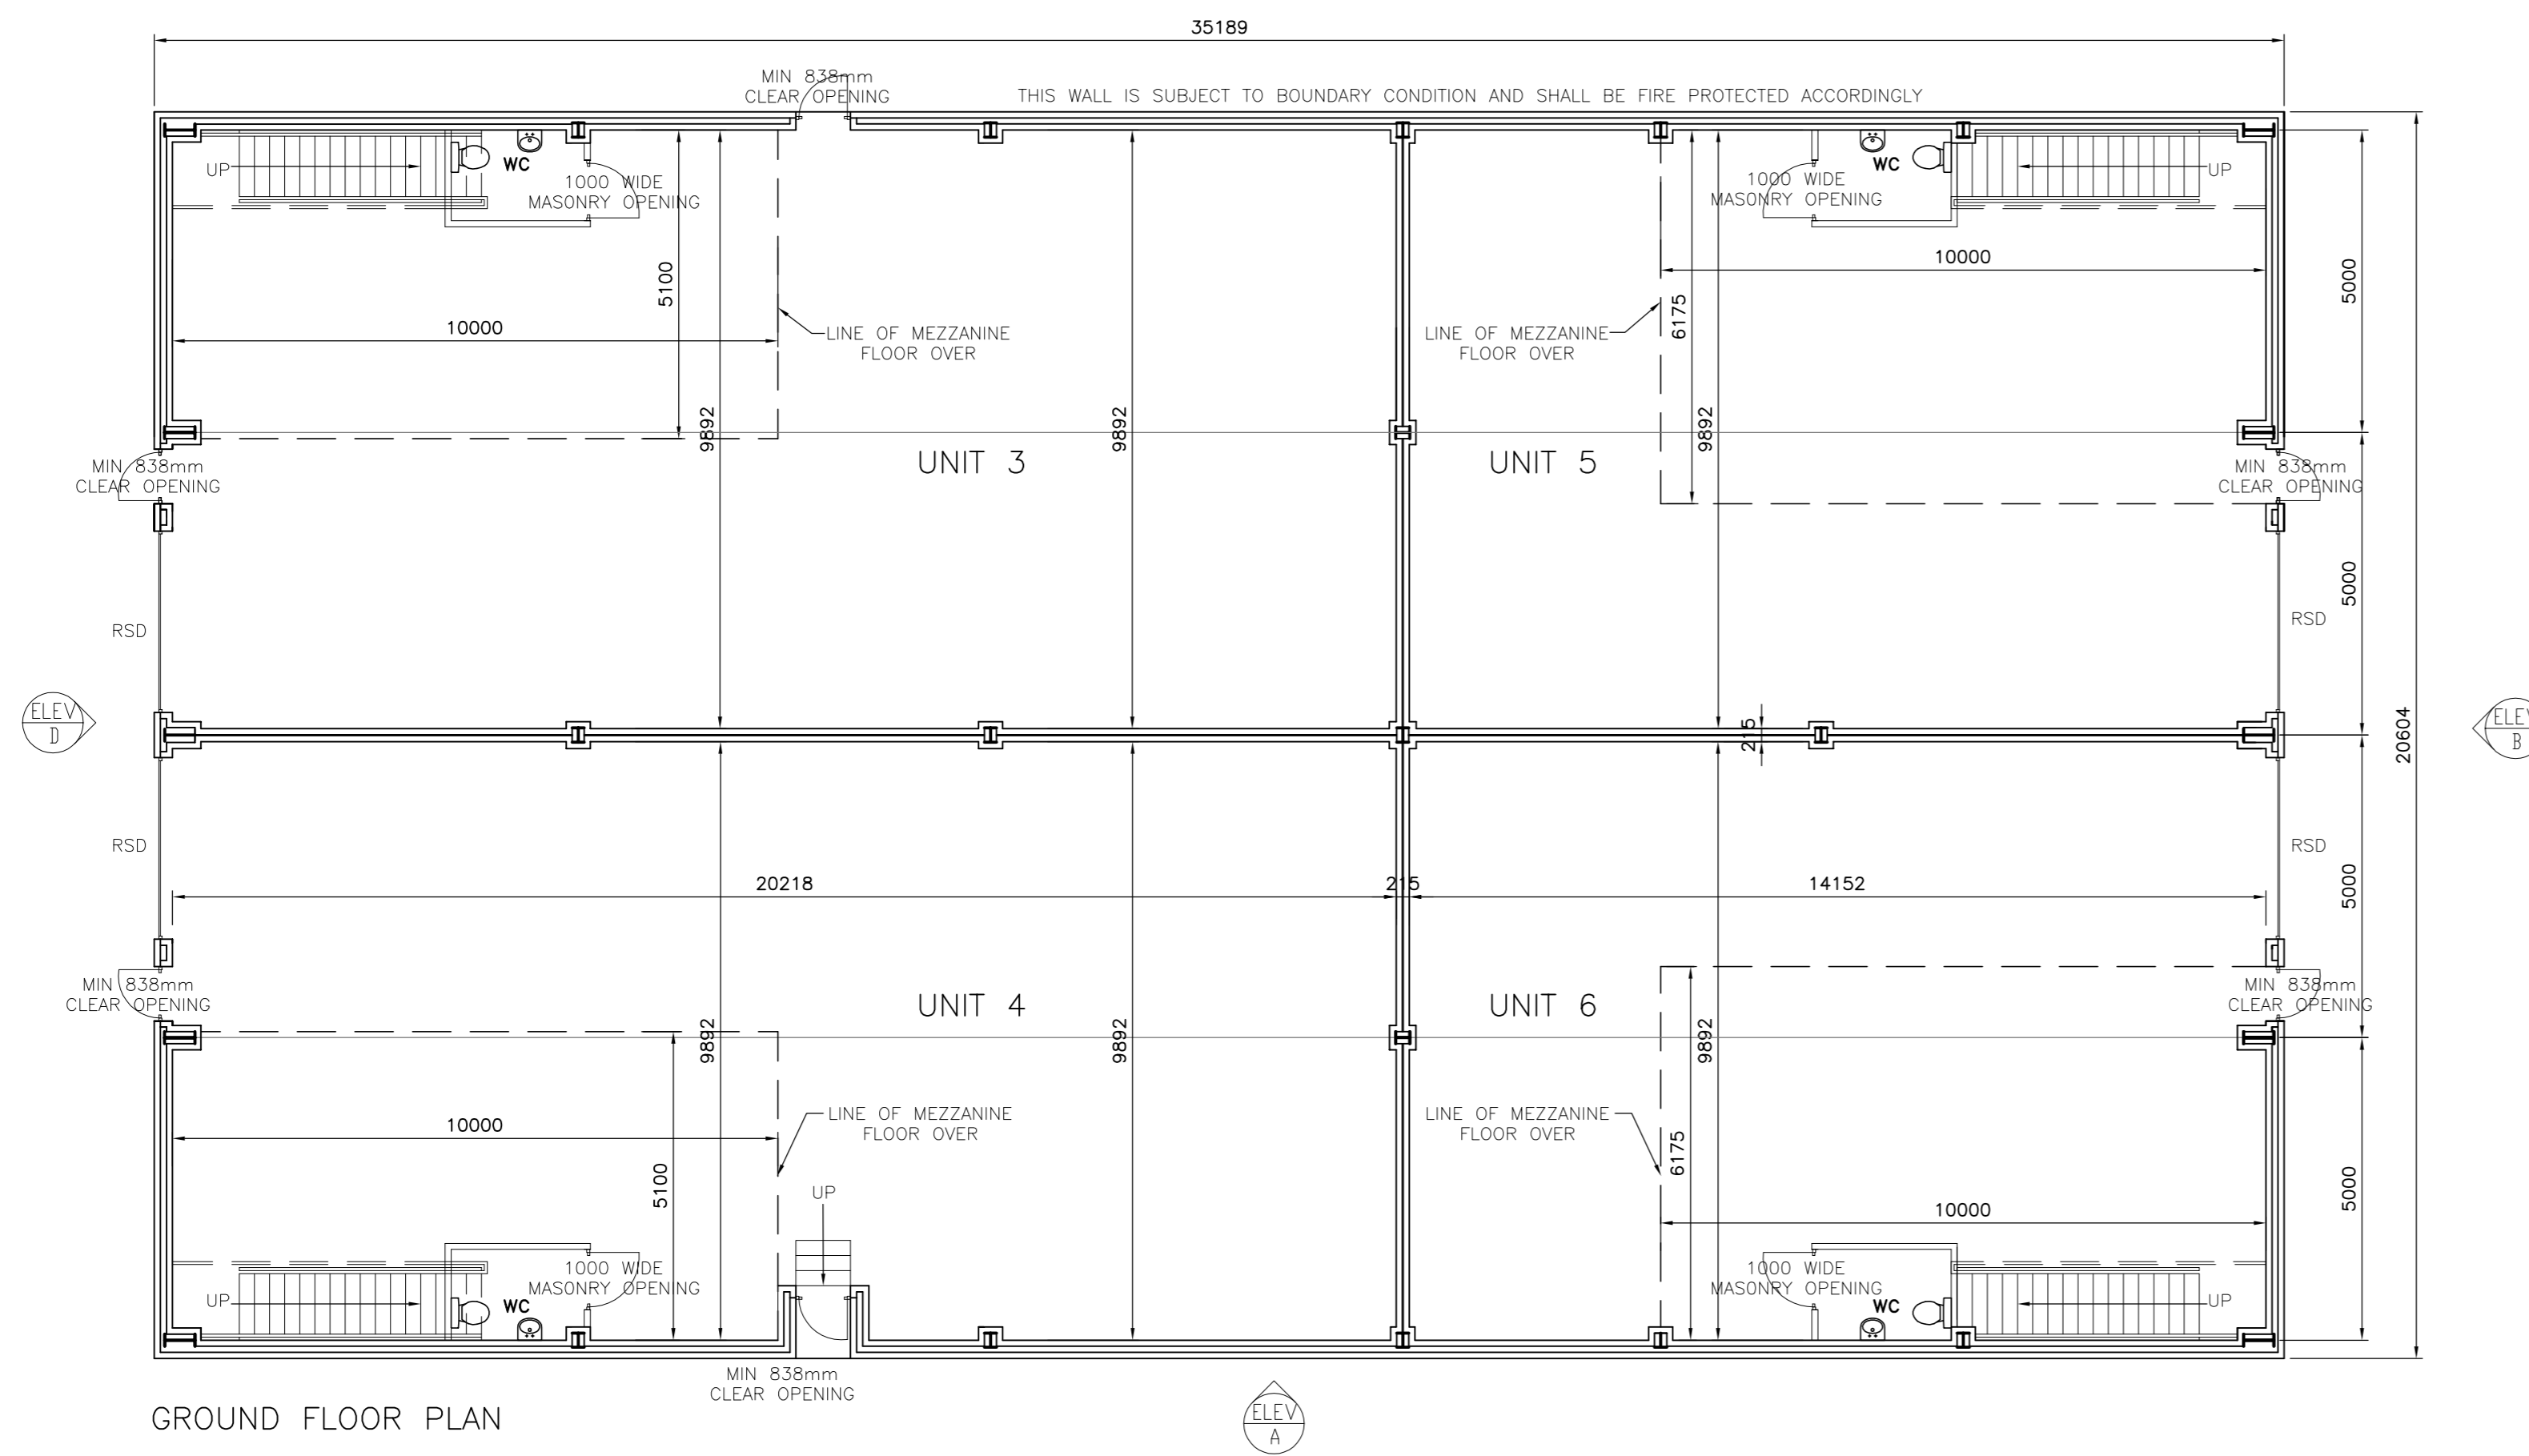 35189
MIN 838mm
CLEAR OPENING
THIS WALL IS SUBJECT TO BOUNDARY CONDITION AND SHALL BE FIRE PROTECTED ACCORDINGLY
UP
WC
1000 WIDE
MASONRY OPENING
5100
9892
10000
LINE OF MEZZANINE
FLOOR OVER
9892
UNIT 3
WC
UP
1000 WIDE
MASONRY OPENING
10000
5000
6175
LINE OF MEZZANINE
FLOOR OVER
9892
UNIT 5
MIN 838mm
CLEAR OPENING
MIN 838mm
CLEAR OPENING
5000
RSD
RSD
ELEV
D
215
20604
ELEV
B
RSD
RSD
20218
215
14152
5000
MIN 838mm
CLEAR OPENING
MIN 838mm
CLEAR OPENING
UNIT 4
UNIT 6
9892
9892
9892
10000
LINE OF MEZZANINE
FLOOR OVER
LINE OF MEZZANINE
FLOOR OVER
5100
6175
5000
UP
10000
1000 WIDE
MASONRY OPENING
1000 WIDE
MASONRY OPENING
UP
WC
WC
UP
MIN 838mm
CLEAR OPENING
GROUND FLOOR PLAN
ELEV
A